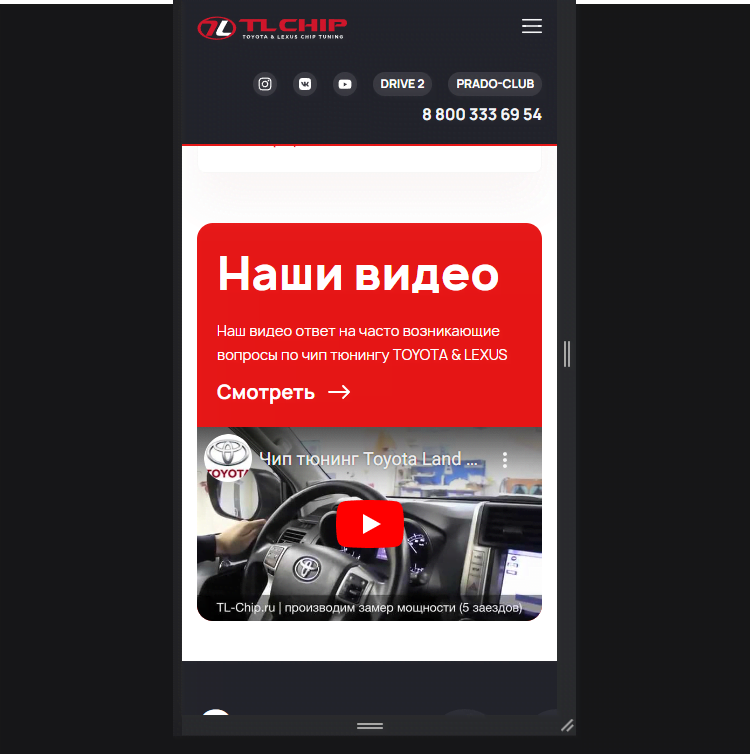 TL CHIP
TOYOTA & LEXUS CHIP TUNING
DRIVE 2
PRADO-CLUB
8 800 333 69 54
Наши видео
Наш видео ответ на часто возникающие
вопросы по чип тюнингу TOYOTA & LEXUS
Смотреть
TOYOTA
Чип тюнинг Toyota Land ...
TL-Chip.ru | производим замер мощности (5 заездов)